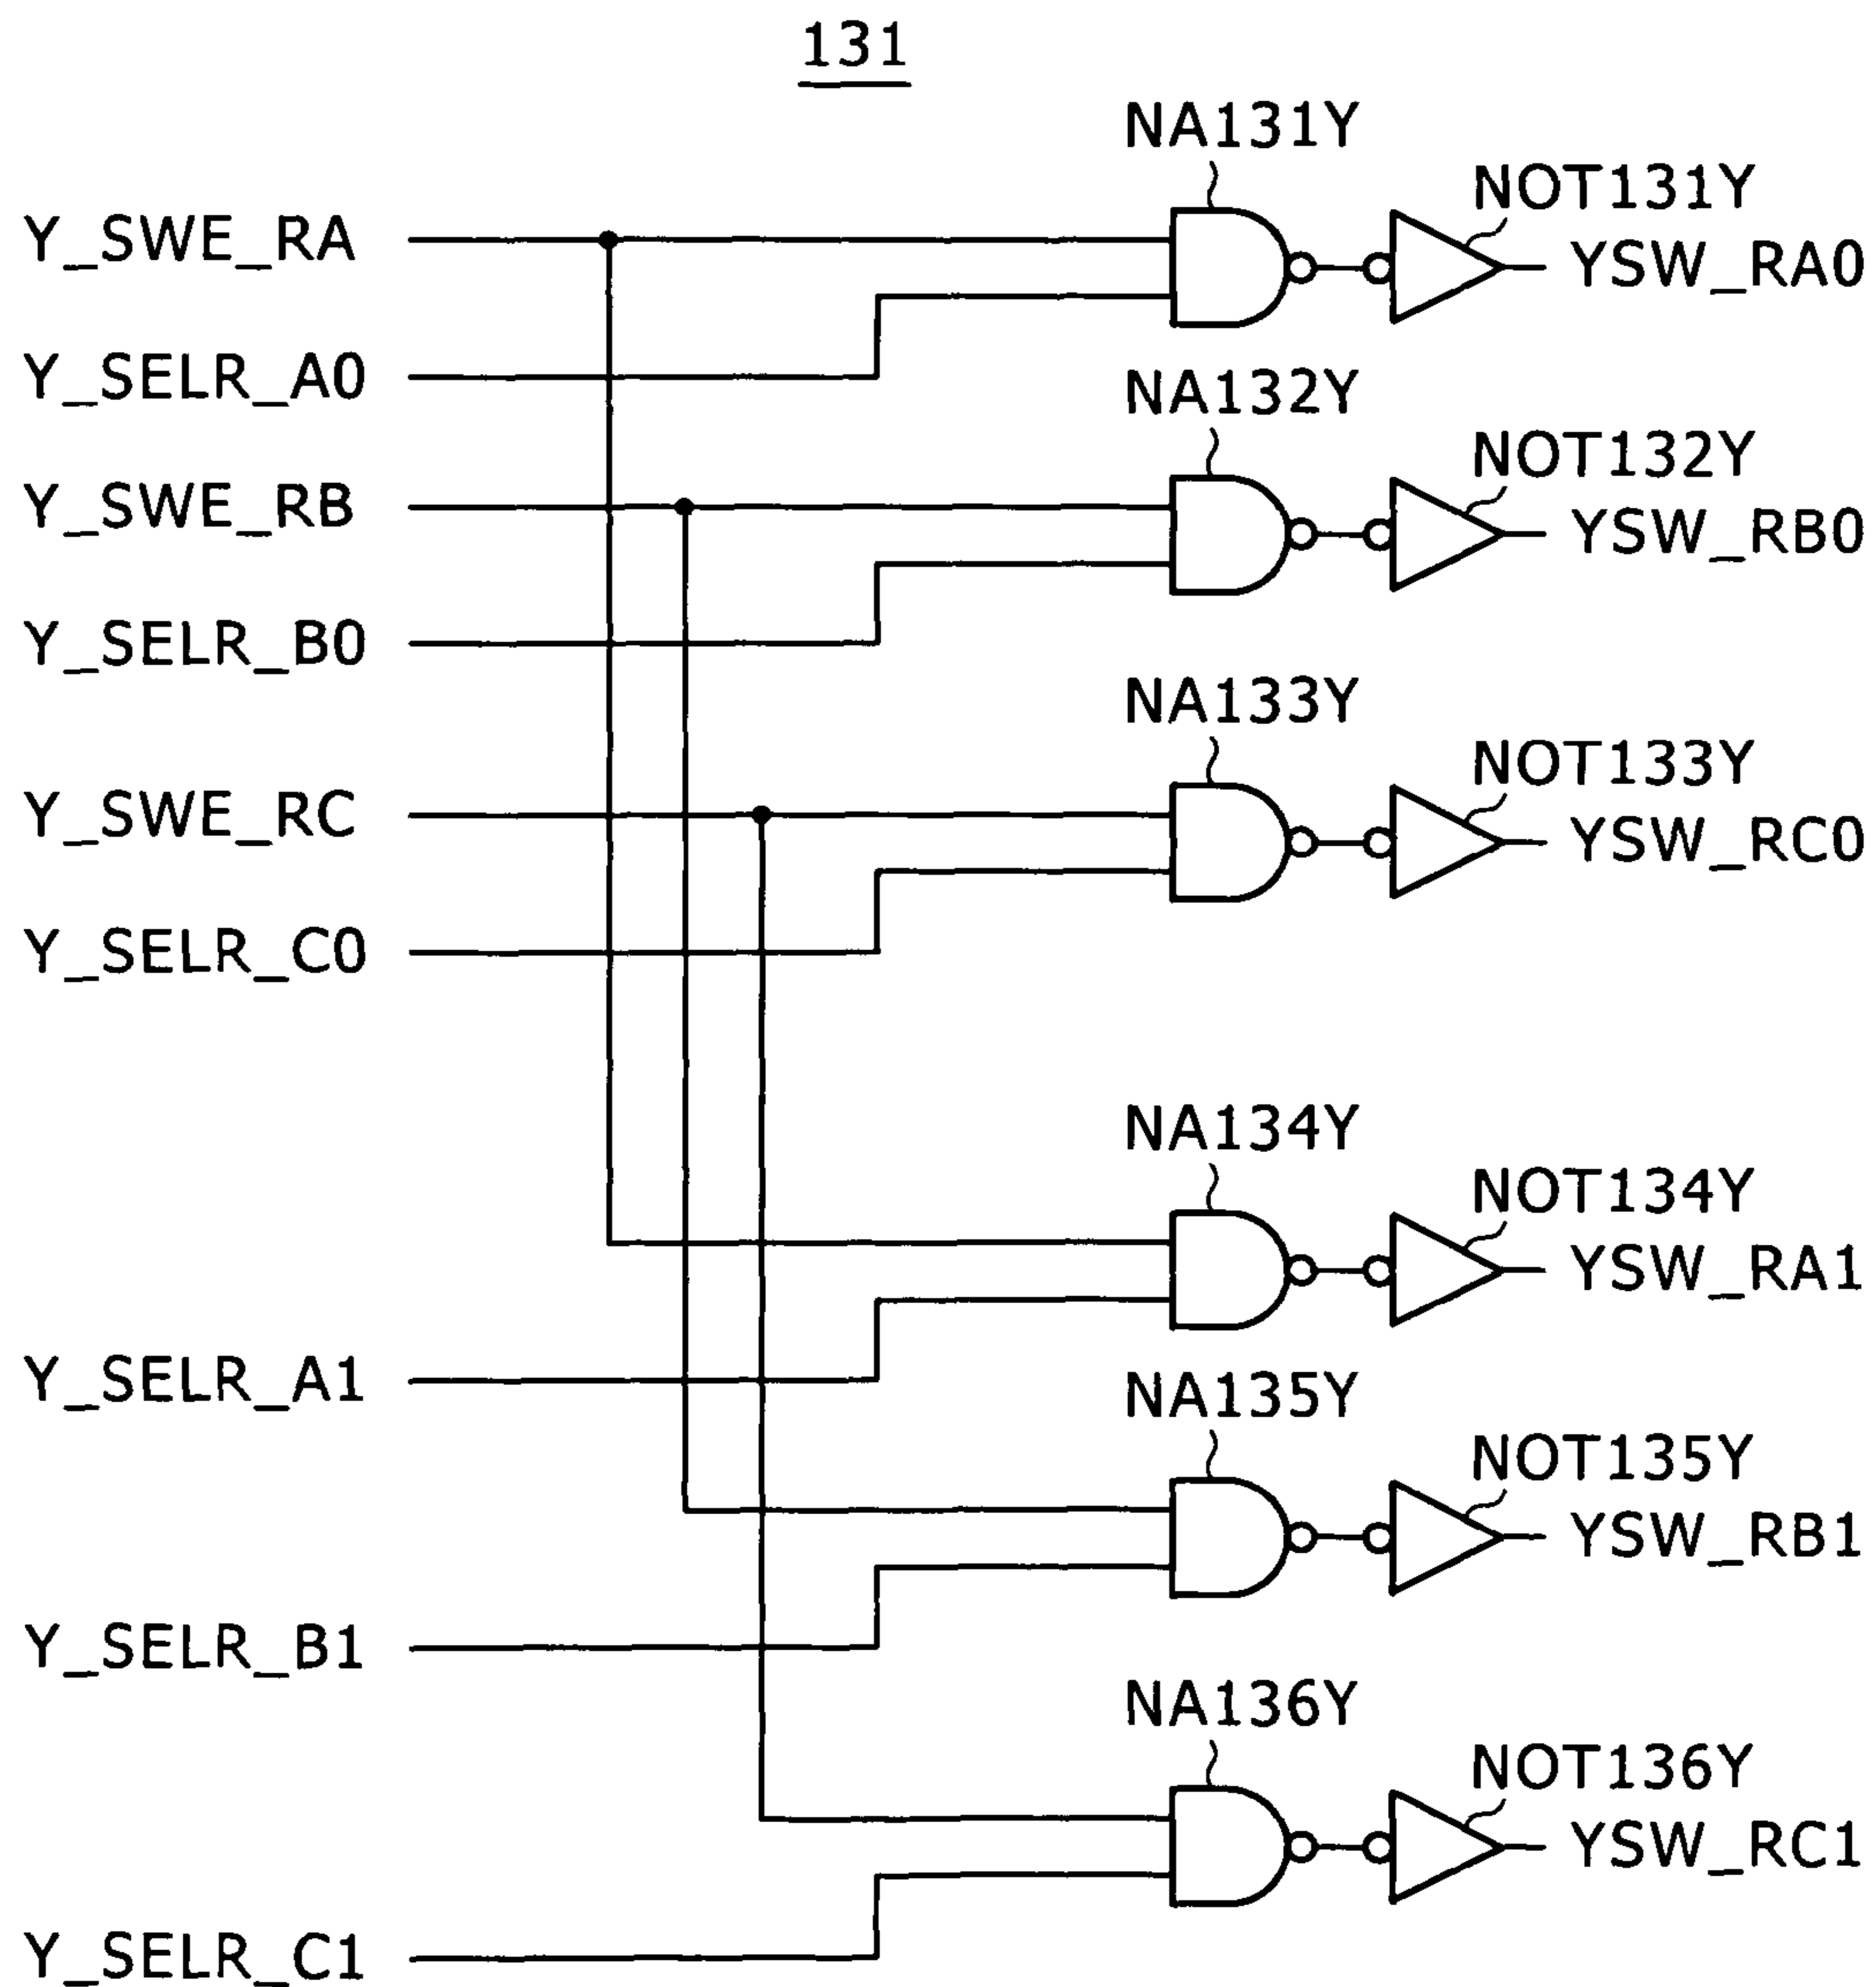 131
NA131Y
NOT131Y
Y_SWE_RA
YSW_RA0
Y_SELR_A0
NA132Y
NOT132Y
Y_SWE_RB
YSW_RB0
Y_SELR_B0
NA133Y
NOT133Y
Y_SWE_RC
YSW_RC0
Y_SELR_C0
NA134Y
NOT134Y
YSW_RA1
Y_SELR_A1
NA135Y
NOT135Y
YSW_RB1
Y_SELR_B1
NA136Y
NOT136Y
YSW_RC1
Y_SELR_C1